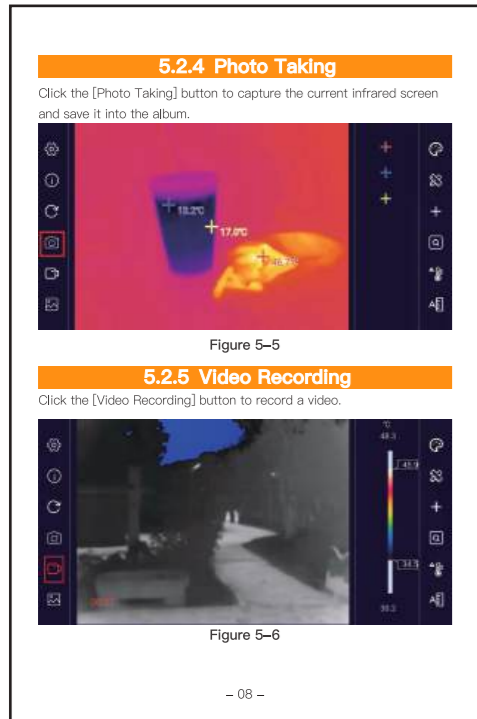 5.2.4 Photo Taking
Click the [Photo Taking] button to capture the current infrared screen
and save it into the album.
17.0℃
Figure 5–5
5.2.5 Video Recording
Click the [Video Recording] button to record a video.
℃
48.3
Figure 5–6
– 08 –